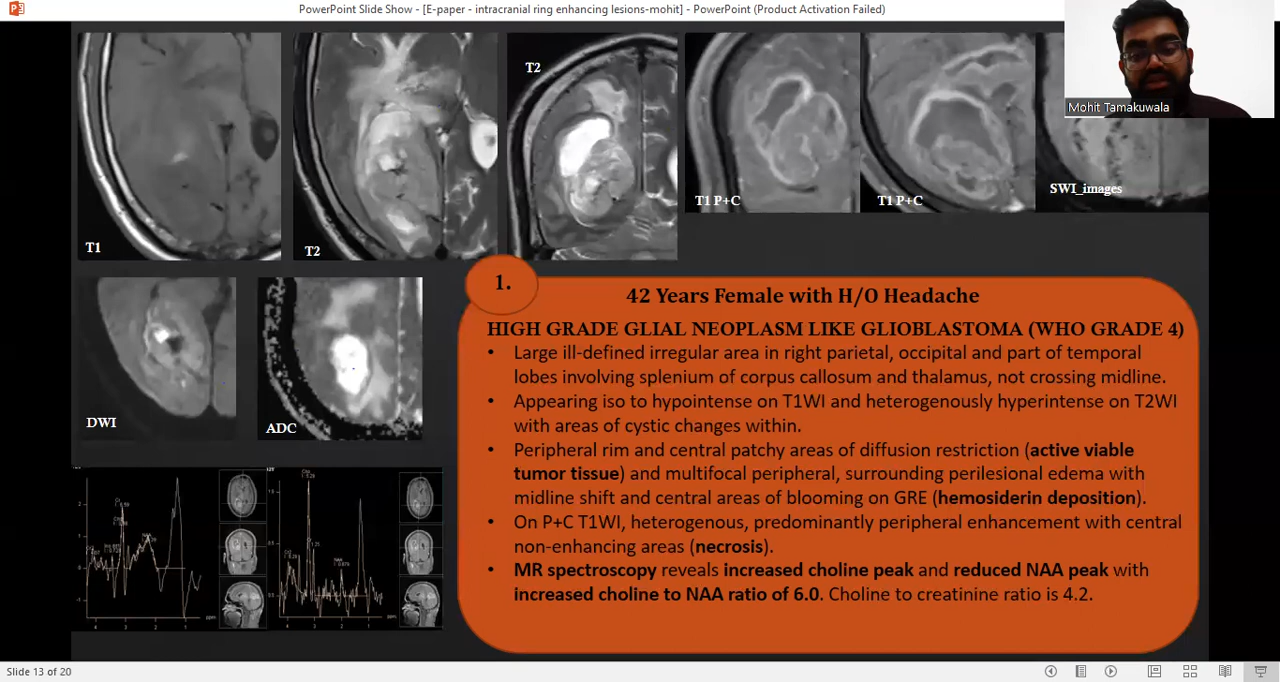 PowerPoint Slide Show - [E-paper - intracranial ring enhancing lesions-mohit] - PowerPoint (Product Activation Failed)
T2
Mohit Tamakuwala
T1
T2
T1 P+C
T1 P+C
SWI_images
1.
42 Years Female with H/O Headache
HIGH GRADE GLIAL NEOPLASM LIKE GLIOBLASTOMA (WHO GRADE 4)
• Large ill-defined irregular area in right parietal, occipital and part of temporal
lobes involving splenium of corpus callosum and thalamus, not crossing midline.
• Appearing iso to hypointense on T1WI and heterogenously hyperintense on T2WI
with areas of cystic changes within.
• Peripheral rim and central patchy areas of diffusion restriction (active viable
tumor tissue) and multifocal peripheral, surrounding perilesional edema with
midline shift and central areas of blooming on GRE (hemosiderin deposition).
• On P+C T1WI, heterogenous, predominantly peripheral enhancement with central
non-enhancing areas (necrosis).
• MR spectroscopy reveals increased choline peak and reduced NAA peak with
increased choline to NAA ratio of 6.0. Choline to creatinine ratio is 4.2.
DWI
ADC
Slide 13 of 20